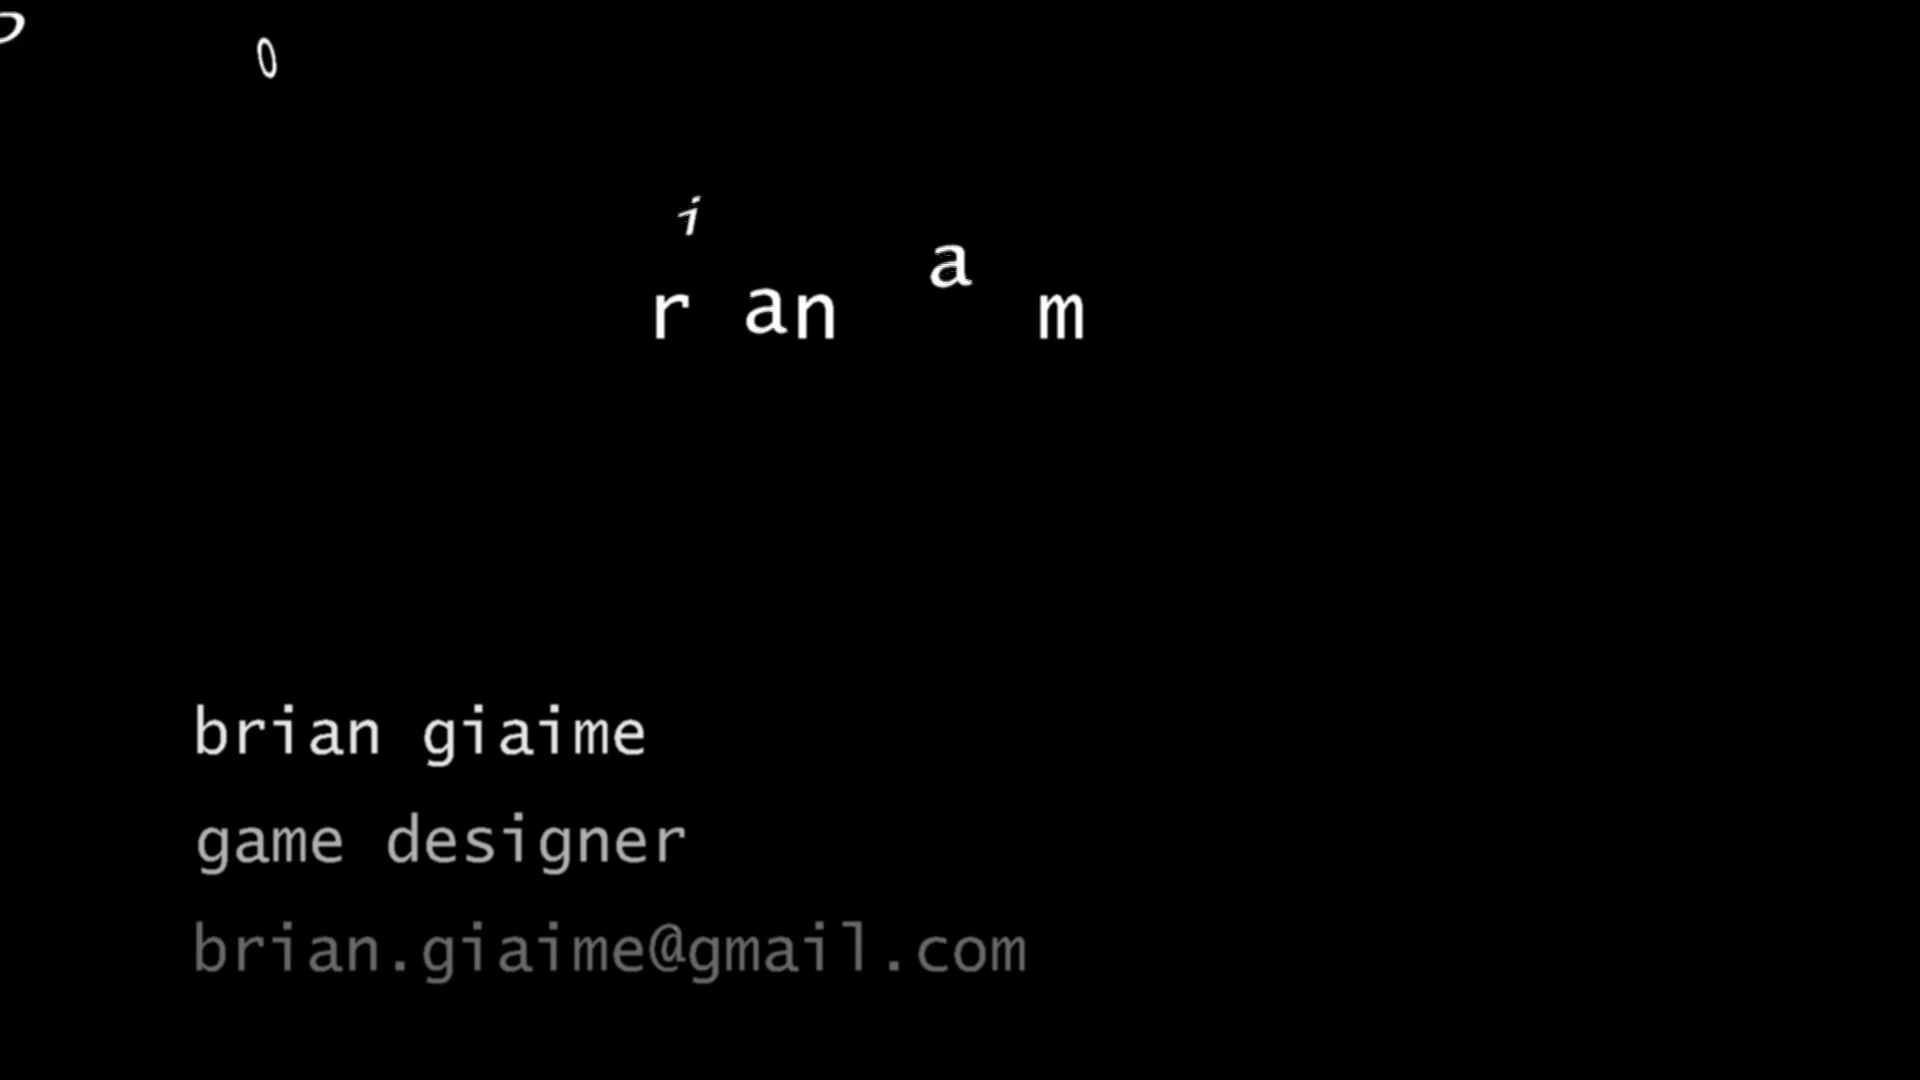 i
a
r an m
brian giaime
game designer
brian.giaime@gmail.com